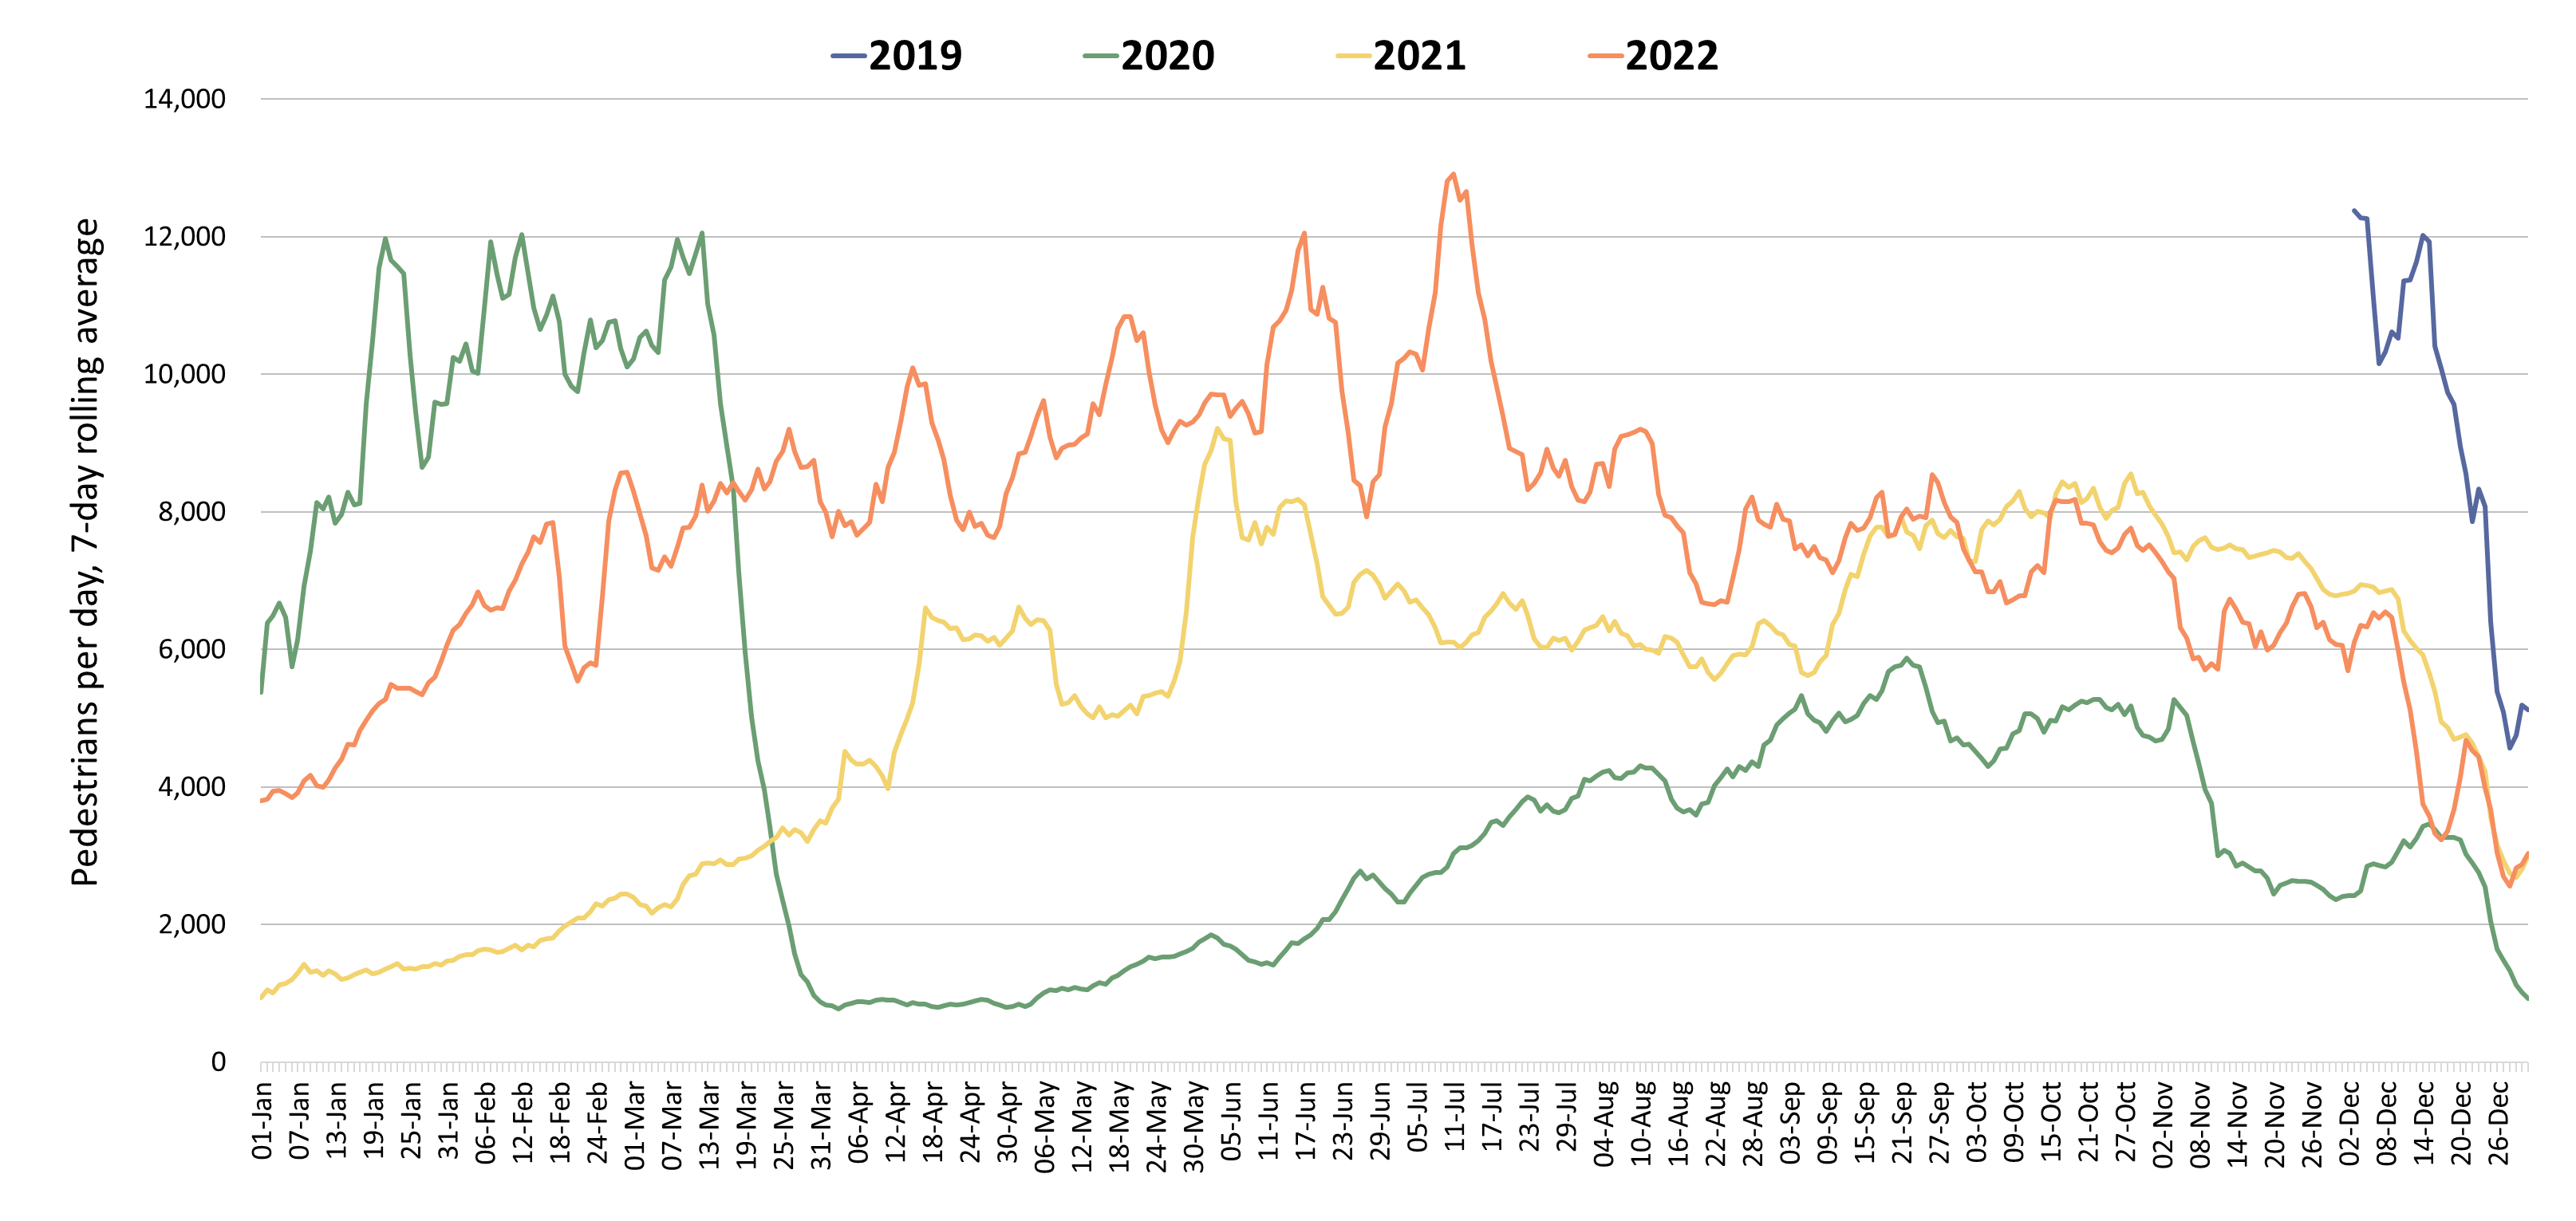 2019 2020 2021 2022
Pedestrians per day, 7-day rolling average
14,000
12,000
10,000
8,000
6,000
4,000
2,000
0
01-Jan 07-Jan 13-Jan 19-Jan 25-Jan 31-Jan 06-Feb 12-Feb 18-Feb 24-Feb 01-Mar 07-Mar 13-Mar 19-Mar 25-Mar 31-Mar 06-Apr 12-Apr 18-Apr 24-Apr 30-Apr 06-May 12-May 18-May 24-May 30-May 05-Jun 11-Jun 17-Jun 23-Jun 29-Jun 05-Jul 11-Jul 17-Jul 23-Jul 29-Jul 04-Aug 10-Aug 16-Aug 22-Aug 28-Aug 03-Sep 09-Sep 15-Sep 21-Sep 27-Sep 03-Oct 09-Oct 15-Oct 21-Oct 27-Oct 02-Nov 08-Nov 14-Nov 20-Nov 26-Nov 02-Dec 08-Dec 14-Dec 20-Dec 26-Dec